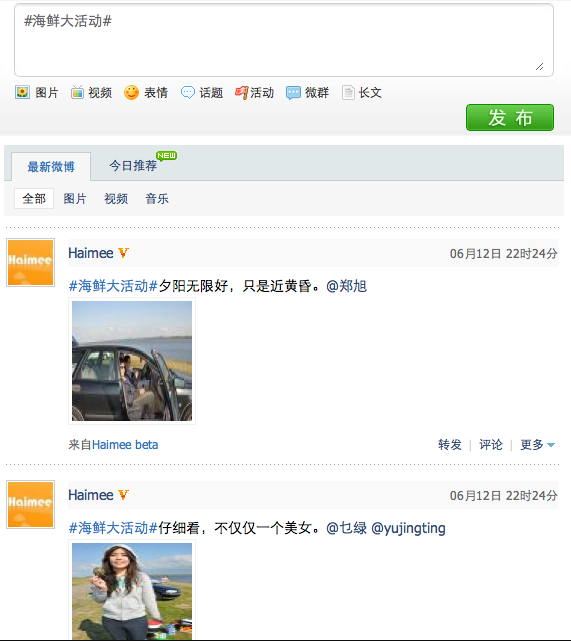 #海鲜大活动#
图片 视频 表情 话题 活动 微群 长文
发 布
最新微博 今日推荐 NEW
全部 图片 视频 音乐
Haimee
Haimee V 06月12日 22时24分
#海鲜大活动#夕阳无限好，只是近黄昏。@郑旭
来自Haimee beta 转发 | 评论 | 更多
Haimee
Haimee V 06月12日 22时24分
#海鲜大活动#仔细看，不仅仅一个美女。@乜绿 @yujingting